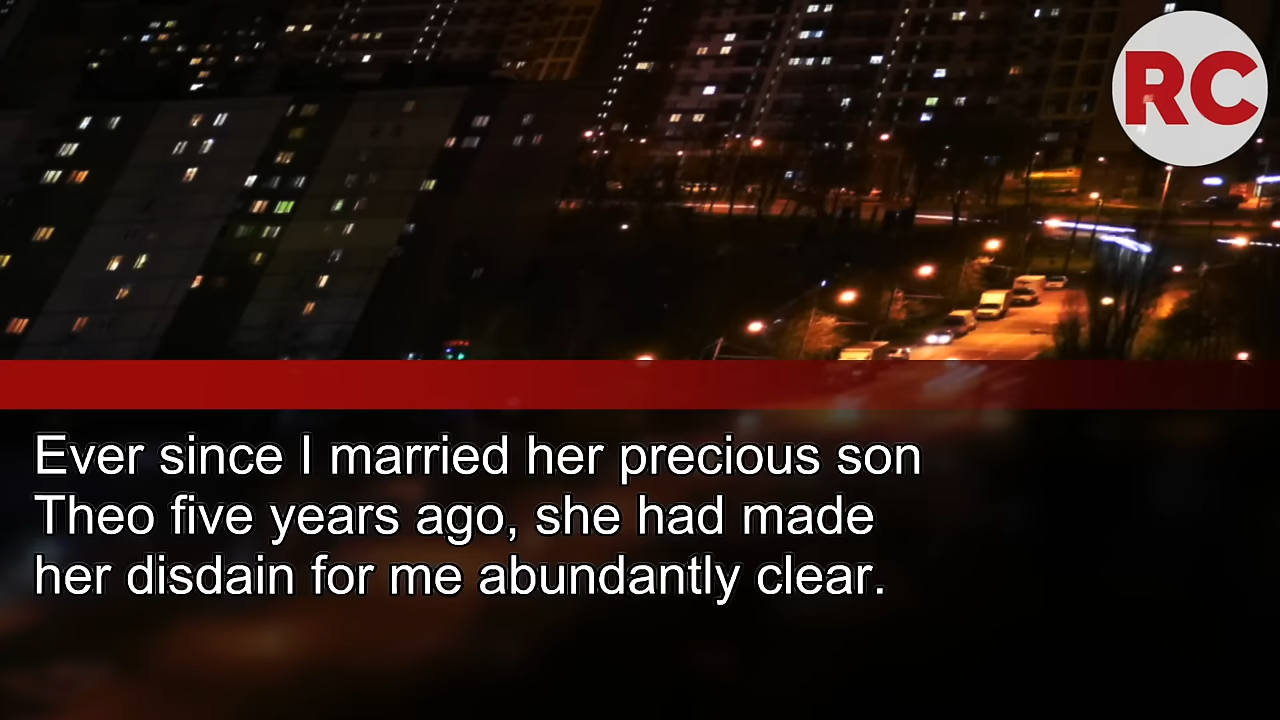 RC
Ever since I married her precious son
Theo five years ago, she had made
her disdain for me abundantly clear.